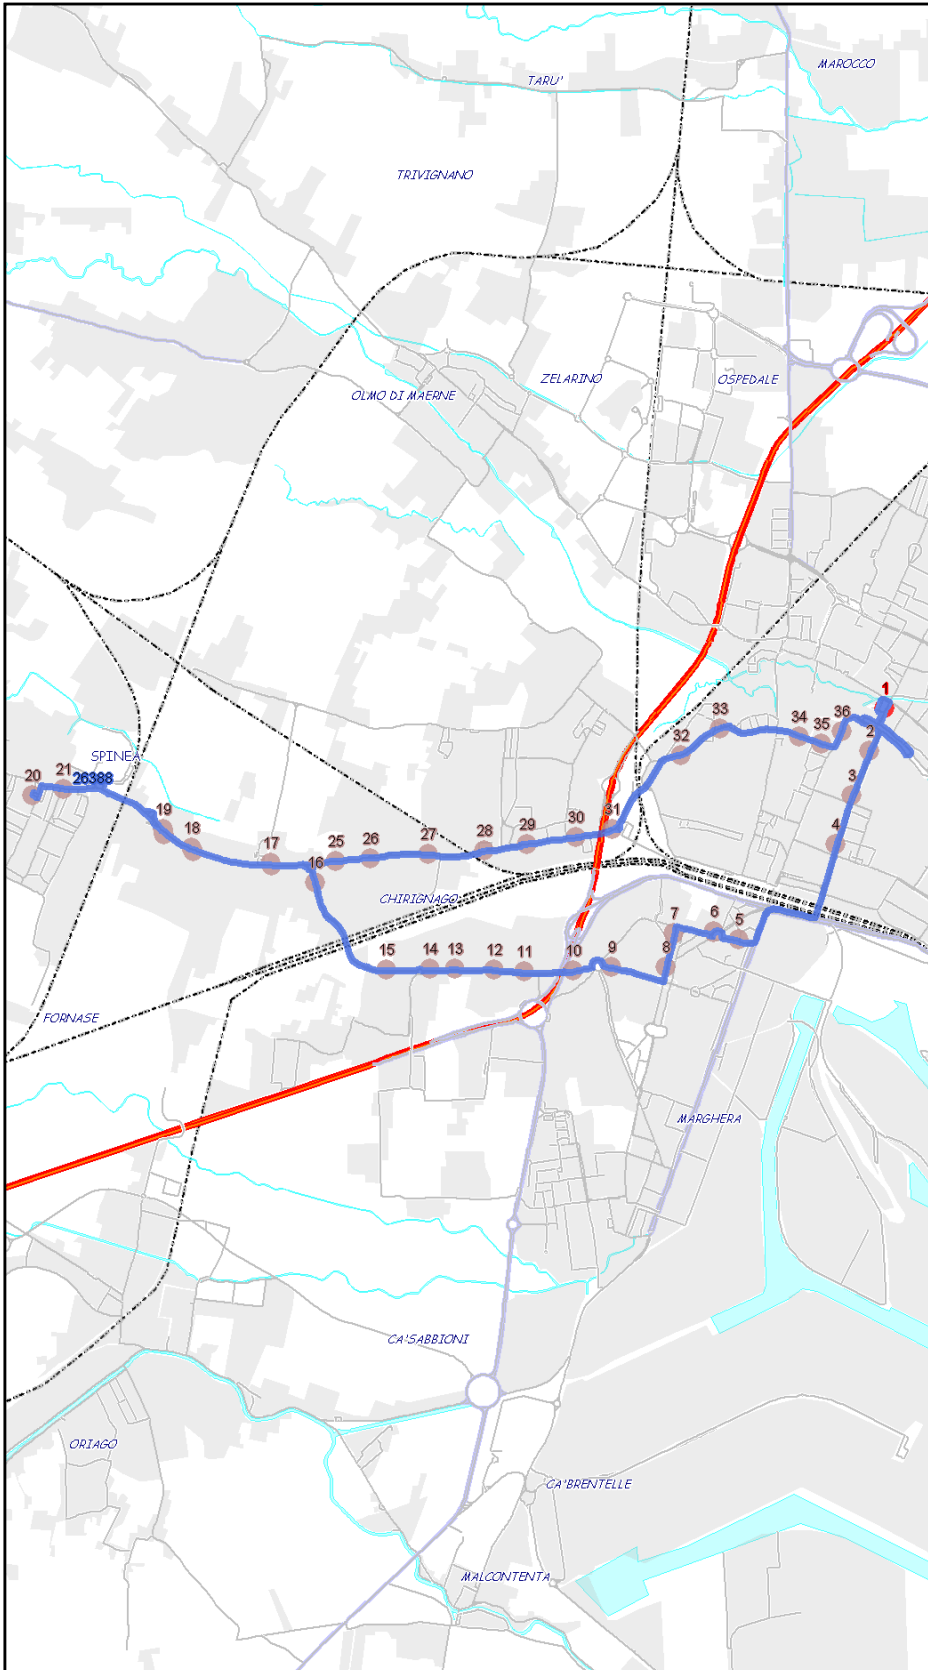 MAROCCO
TARU'
TRIVIGNANO
ZELARINO
OSPEDALE
OLMO DI MAERNE
1
36
33
34
35
2
32
SPINEA
20
21
26388
3
19
18
31
30
29
28
27
26
25
17
16
4
CHIRIGNAGO
7
6
5
15
14
13
12
11
10
9
8
FORNASE
MARGHERA
CA'SABBIONI
ORIAGO
CA'BRENTELLE
MALCONTENTA